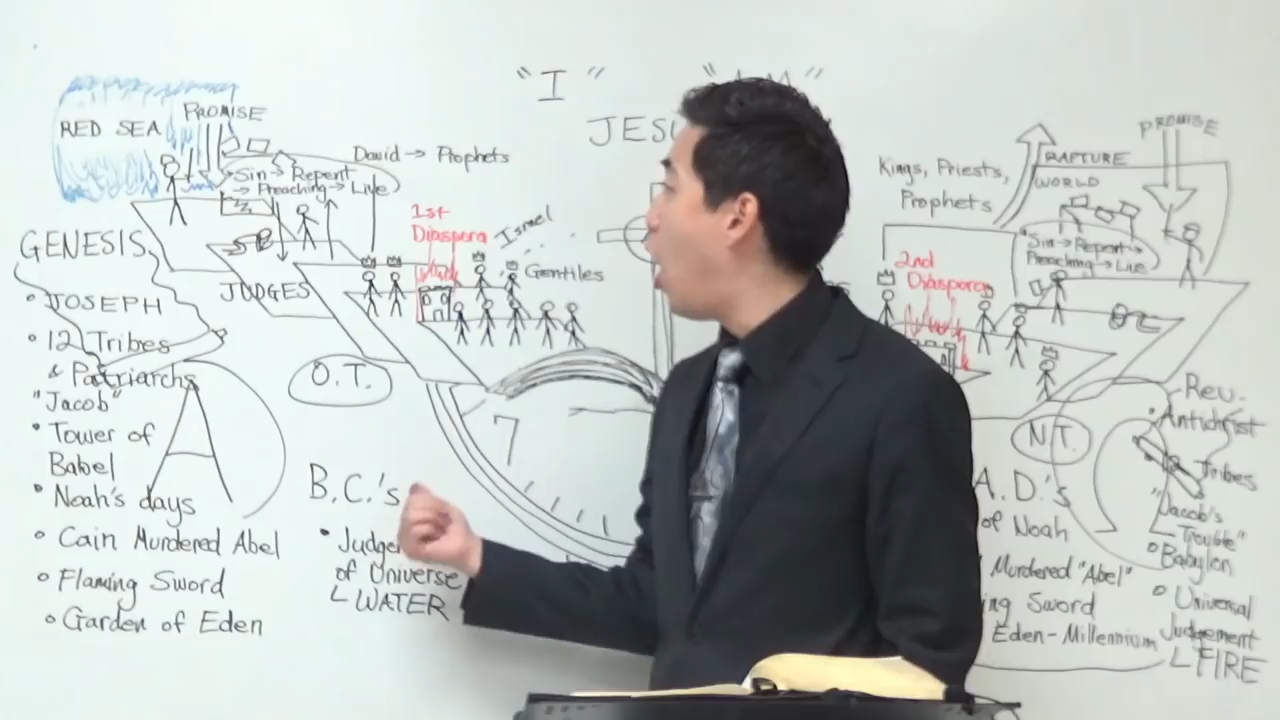 "I"
JESU
RED SEA
PROMISE
Sin → Repent
→ Preaching → Live
David → Prophets
1st
Diaspora
Israel
Gentiles
GENESIS
• JOSEPH
• 12 Tribes
& Patriarchs
"Jacob"
• Tower of
Babel
• Noah's days
• Cain Murdered Abel
• Flaming Sword
• Garden of Eden
JUDGES
O.T.
A
7
B.C.'s
• Judge
of Universe
WATER
Kings, Priests,
Prophets
RAPTURE
WORLD
PROMISE
"Sin → Repent →
Preaching → Live
2nd
Diaspora
N.T.
A.D.'s
of Noah
Murdered "Abel"
ing Sword
Eden-Millennium
Rev.
• Antichrist
Tribes
"Jacob's
Trouble"
• Babylon
• Universal
Judgement
FIRE